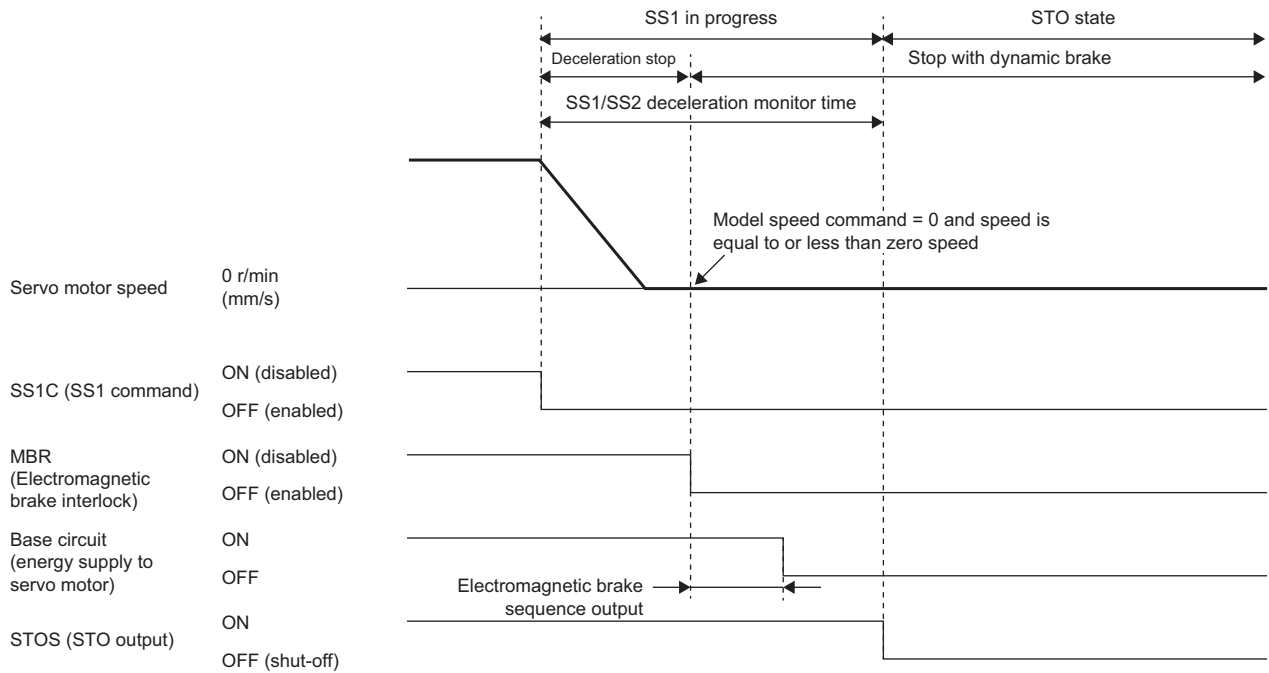 SS1 in progress
STO state
Deceleration stop
Stop with dynamic brake
SS1/SS2 deceleration monitor time
Model speed command = 0 and speed is
equal to or less than zero speed
Servo motor speed
0 r/min
(mm/s)
SS1C (SS1 command)
ON (disabled)
OFF (enabled)
MBR
(Electromagnetic
brake interlock)
ON (disabled)
OFF (enabled)
Base circuit
(energy supply to
servo motor)
ON
OFF
Electromagnetic brake
sequence output
STOS (STO output)
ON
OFF (shut-off)